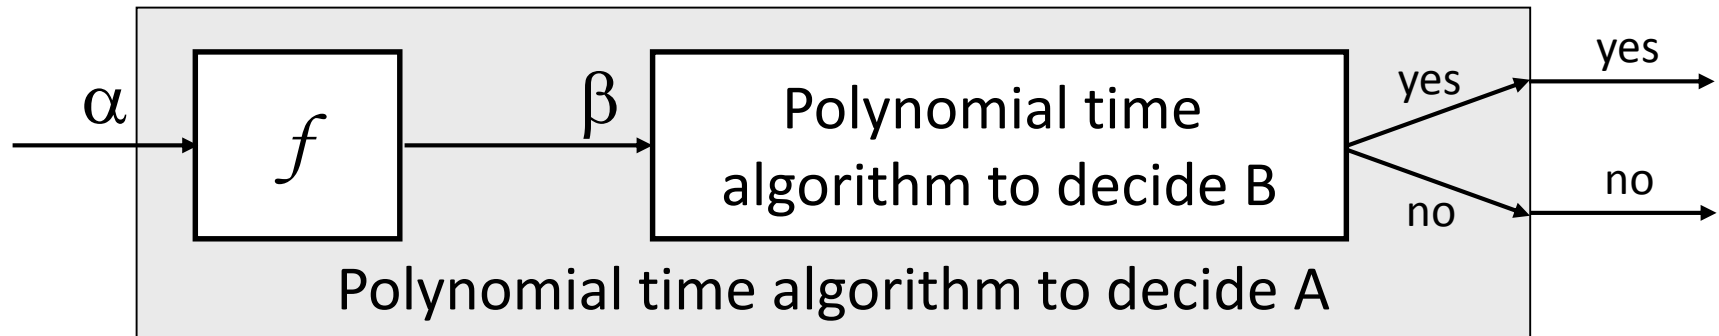 α
f
β
Polynomial time
algorithm to decide B
yes
no
yes
no
Polynomial time algorithm to decide A